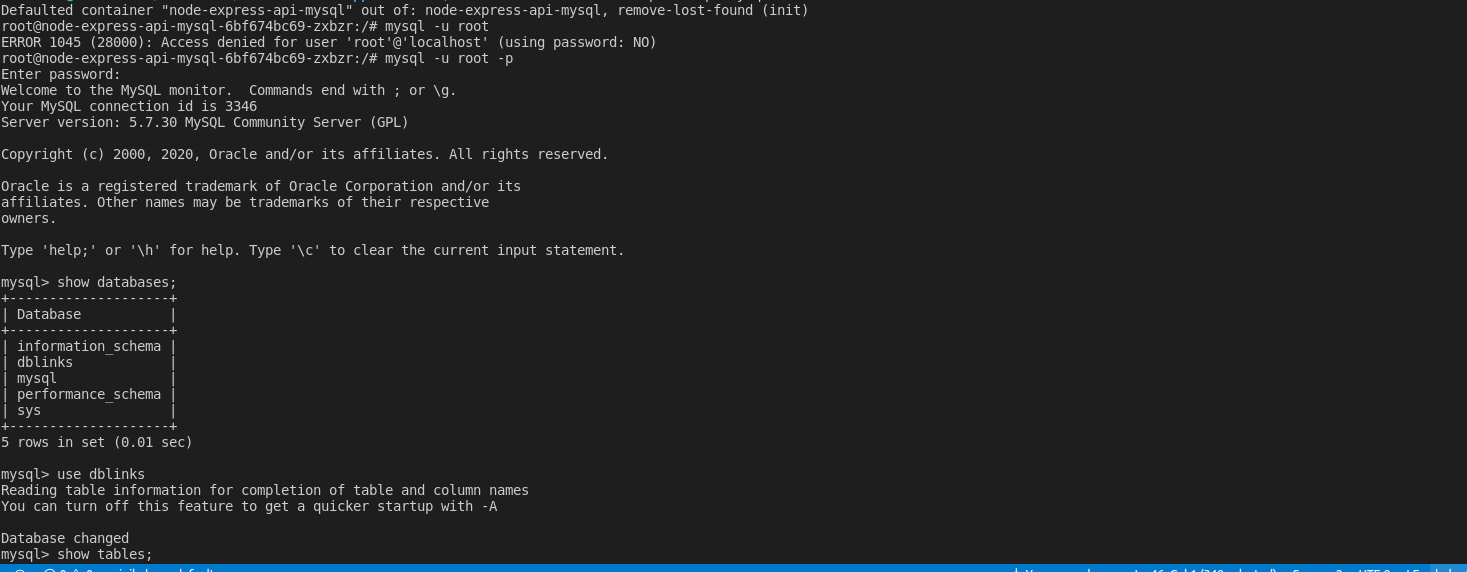 Defaulted container "node-express-api-mysql" out of: node-express-api-mysql, remove-lost-found (init)
root@node-express-api-mysql-6bf674bc69-zxbzr:/# mysql -u root
ERROR 1045 (28000): Access denied for user 'root'@'localhost' (using password: NO)
root@node-express-api-mysql-6bf674bc69-zxbzr:/# mysql -u root -p
Enter password:
Welcome to the MySQL monitor.  Commands end with ; or \g.
Your MySQL connection id is 3346
Server version: 5.7.30 MySQL Community Server (GPL)
Copyright (c) 2000, 2020, Oracle and/or its affiliates. All rights reserved.
Oracle is a registered trademark of Oracle Corporation and/or its
affiliates. Other names may be trademarks of their respective
owners.
Type 'help;' or '\h' for help. Type '\c' to clear the current input statement.
mysql> show databases;
+--------------------+
| Database           |
+--------------------+
| information_schema |
| dblinks            |
| mysql              |
| performance_schema |
| sys                |
+--------------------+
5 rows in set (0.01 sec)
mysql> use dblinks
Reading table information for completion of table and column names
You can turn off this feature to get a quicker startup with -A
Database changed
mysql> show tables;